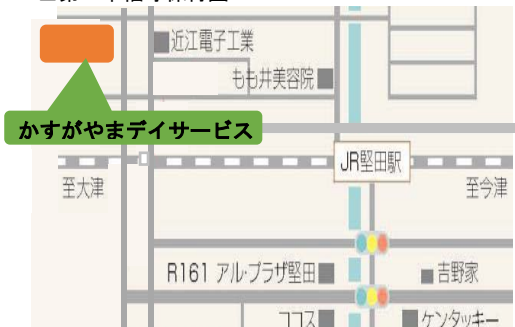 近江電子工業
もも井美容院
かすがやまデイサービス
JR堅田駅
至大津
至今津
R161 アル・プラザ堅田
吉野家
ココス
ケンタッキー